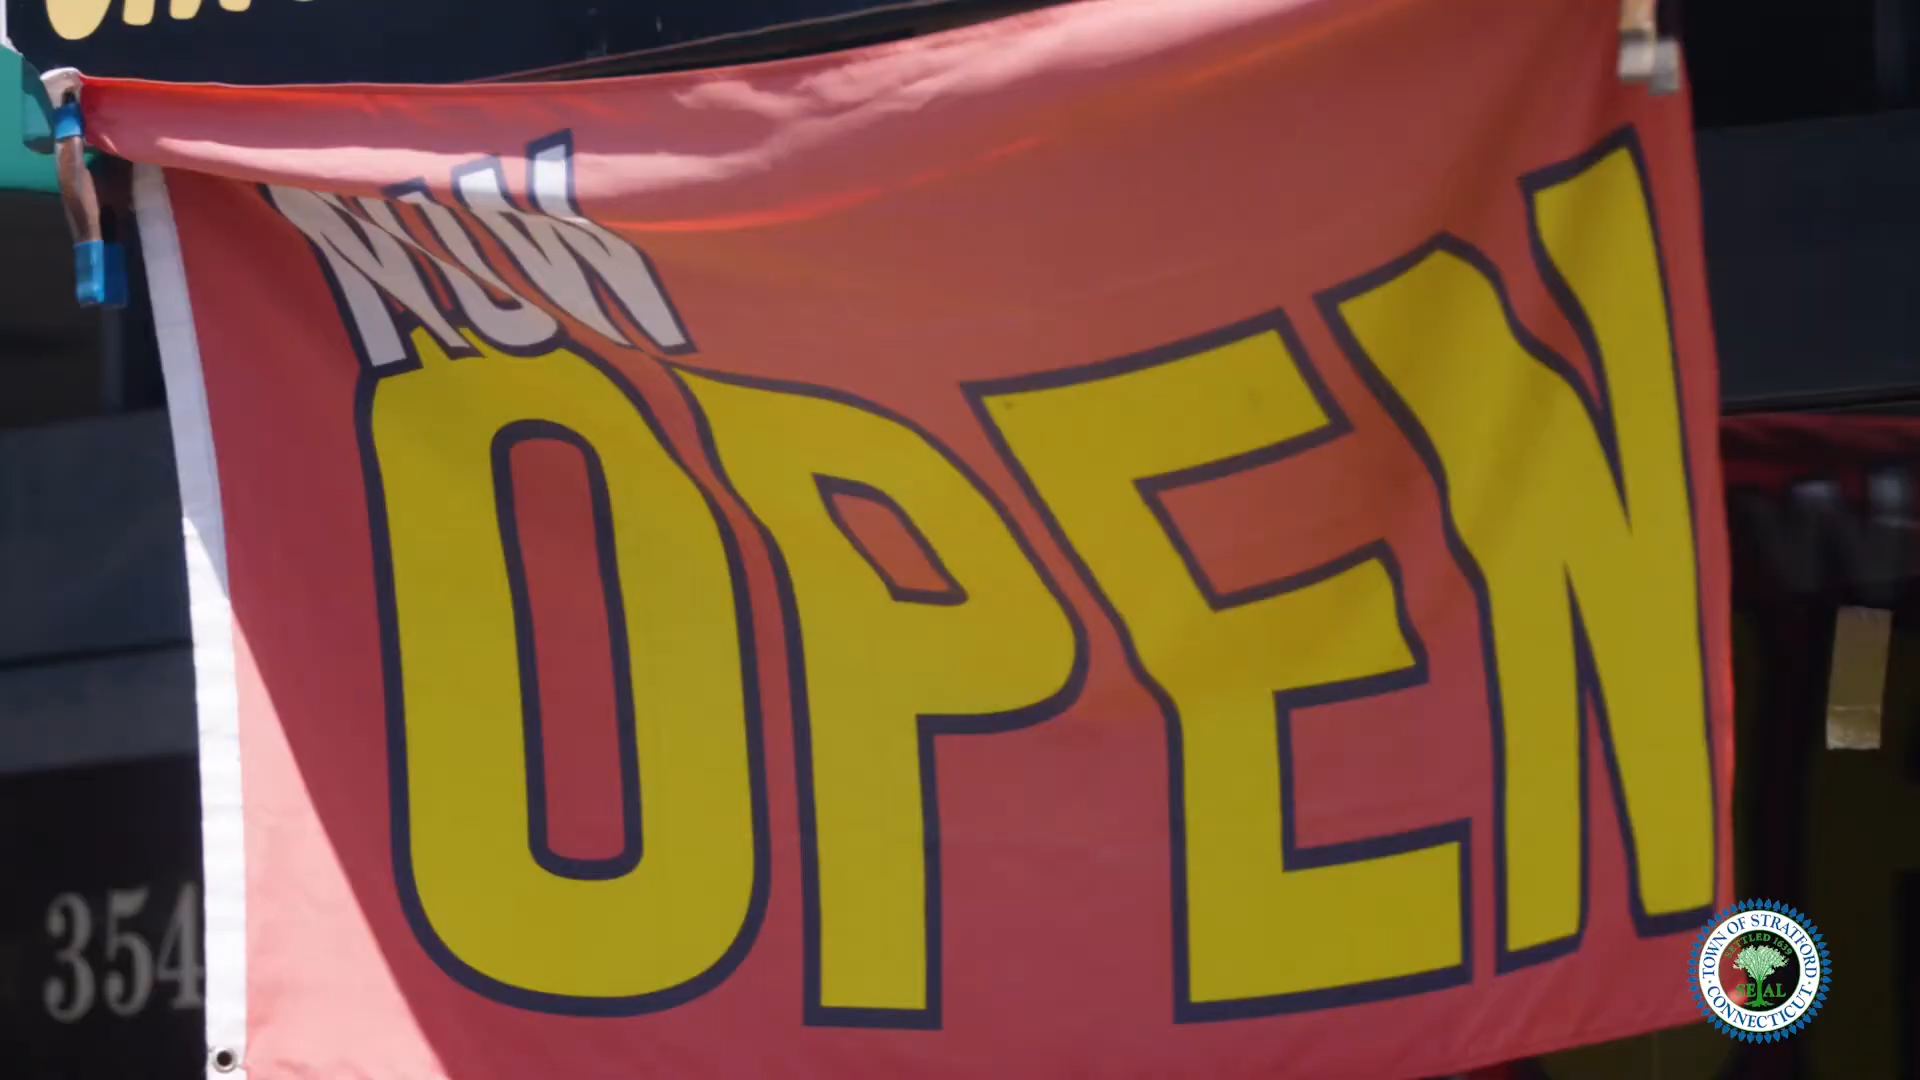 NOW
OPEN
354
TOWN OF STRATFORD
SETTLED 1639
SEAL
CONNECTICUT